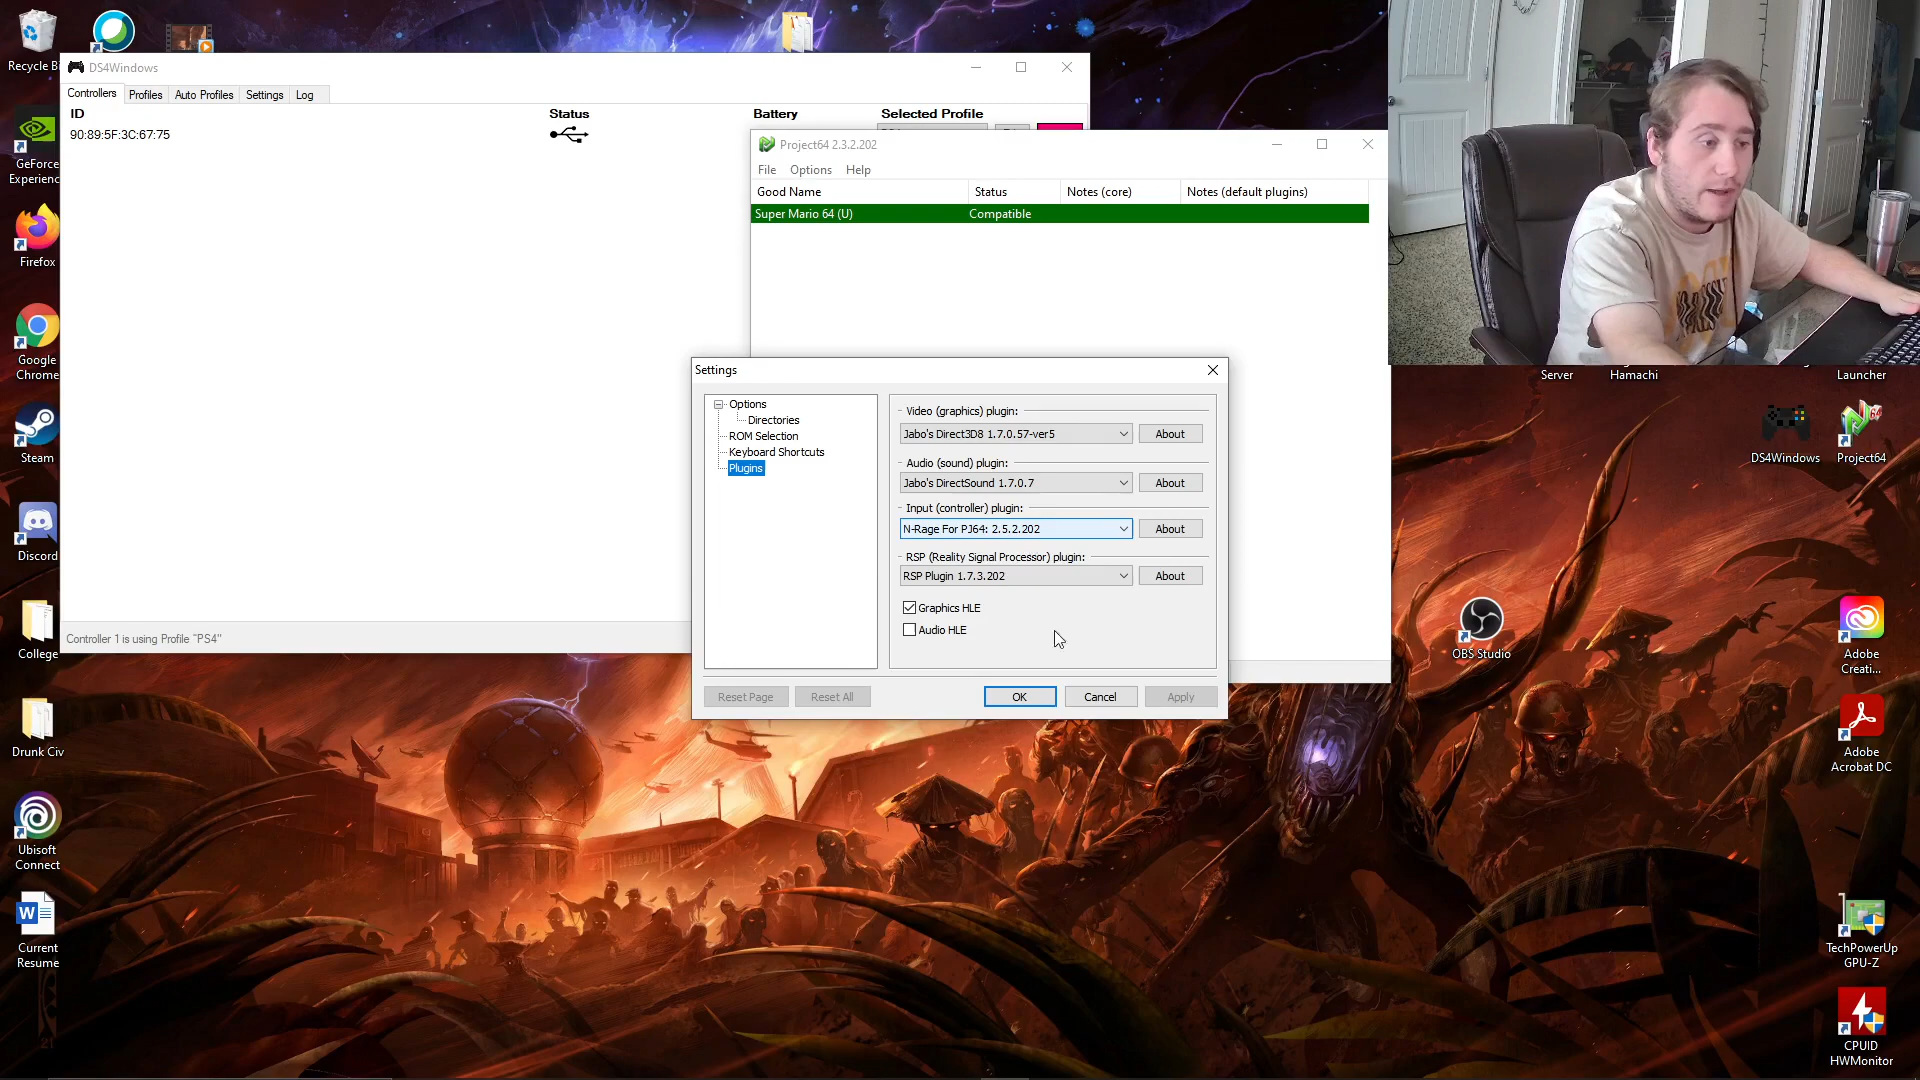 Recycle Bi
DS4Windows
Controllers
Profiles
Auto Profiles
Settings
Log
ID
Status
Battery
Selected Profile
90:89:5F:3C:67:75
Project64 2.3.2.202
File
Options
Help
Good Name
Status
Notes (core)
Notes (default plugins)
Super Mario 64 (U)
Compatible
GeForce
Experienc
Firefox
Google
Chrome
Steam
Discord
College
Drunk Civ
Ubisoft
Connect
Current
Resume
Settings
Options
Directories
ROM Selection
Keyboard Shortcuts
Plugins
Video (graphics) plugin:
Jabo's Direct3D8 1.7.0.57-ver5
About
Audio (sound) plugin:
Jabo's DirectSound 1.7.0.7
About
Input (controller) plugin:
N-Rage For PJ64: 2.5.2.202
About
RSP (Reality Signal Processor) plugin:
RSP Plugin 1.7.3.202
About
Graphics HLE
Audio HLE
Reset Page
Reset All
OK
Cancel
Apply
Controller 1 is using Profile "PS4"
Server
Hamachi
Launcher
DS4Windows
Project64
OBS Studio
Adobe
Creati...
Adobe
Acrobat DC
TechPowerUp
GPU-Z
CPUID
HWMonitor